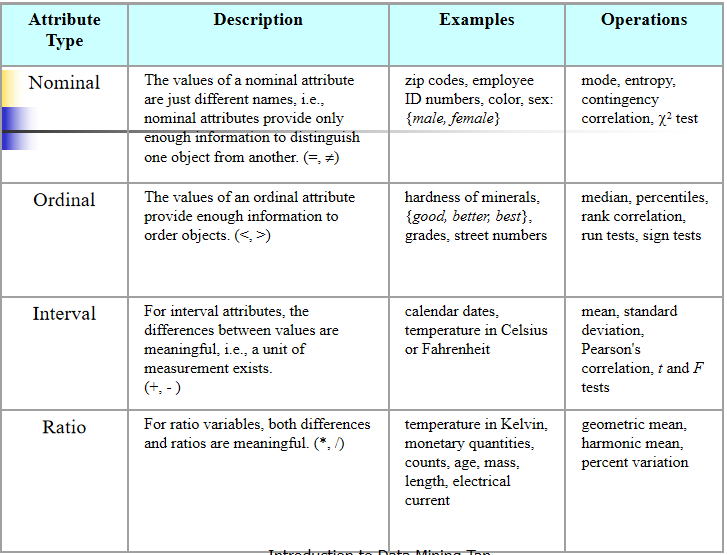 Attribute Type
Description
Examples
Operations
Nominal
The values of a nominal attribute
are just different names, i.e.,
nominal attributes provide only
enough information to distinguish
one object from another. (=, ≠)
zip codes, employee
ID numbers, color, sex:
{male, female}
mode, entropy,
contingency
correlation, χ² test
Ordinal
The values of an ordinal attribute
provide enough information to
order objects. (<, >)
hardness of minerals,
{good, better, best},
grades, street numbers
median, percentiles,
rank correlation,
run tests, sign tests
Interval
For interval attributes, the
differences between values are
meaningful, i.e., a unit of
measurement exists.
(+, - )
calendar dates,
temperature in Celsius
or Fahrenheit
mean, standard
deviation,
Pearson's
correlation, t and F
tests
Ratio
For ratio variables, both differences
and ratios are meaningful. (*, /)
temperature in Kelvin,
monetary quantities,
counts, age, mass,
length, electrical
current
geometric mean,
harmonic mean,
percent variation
Introduction to Data Mining Tan